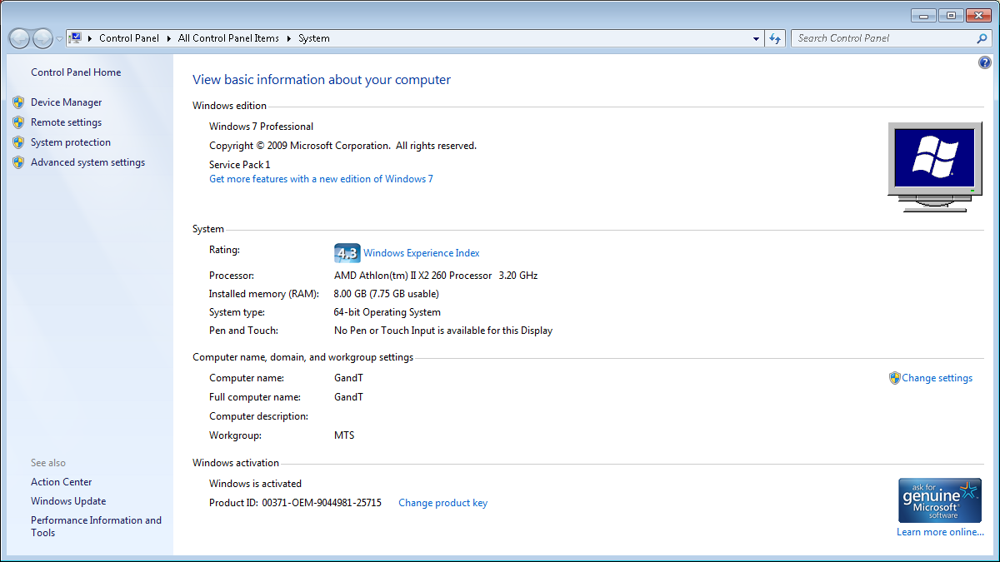 Control Panel All Control Panel Items System
Search Control Panel
Control Panel Home
Device Manager
Remote settings
System protection
Advanced system settings
See also
Action Center
Windows Update
Performance Information and
Tools
View basic information about your computer
Windows edition
Windows 7 Professional
Copyright © 2009 Microsoft Corporation. All rights reserved.
Service Pack 1
Get more features with a new edition of Windows 7
System
Rating: 4,3 Windows Experience Index
Processor: AMD Athlon(tm) II X2 260 Processor 3.20 GHz
Installed memory (RAM): 8.00 GB (7.75 GB usable)
System type: 64-bit Operating System
Pen and Touch: No Pen or Touch Input is available for this Display
Computer name, domain, and workgroup settings
Computer name: GandT
Change settings
Full computer name: GandT
Computer description:
Workgroup: MTS
Windows activation
Windows is activated
Product ID: 00371-OEM-9044981-25715 Change product key
ask for
genuine
Microsoft
software
Learn more online...